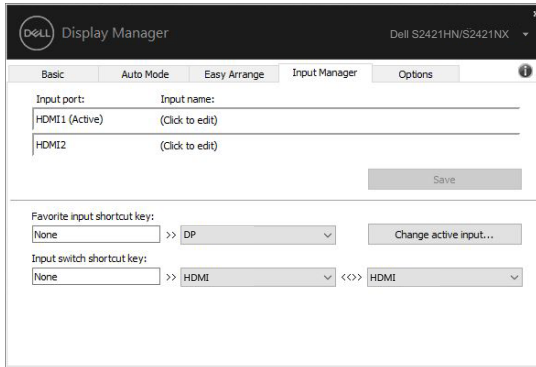 DELL Display Manager
Dell S2421HN/S2421NX
Basic Auto Mode Easy Arrange Input Manager Options
Input port: Input name:
HDMI1 (Active) (Click to edit)
HDMI2 (Click to edit)
Save
Favorite input shortcut key:
None >> DP Change active input...
Input switch shortcut key:
None >> HDMI <<>> HDMI